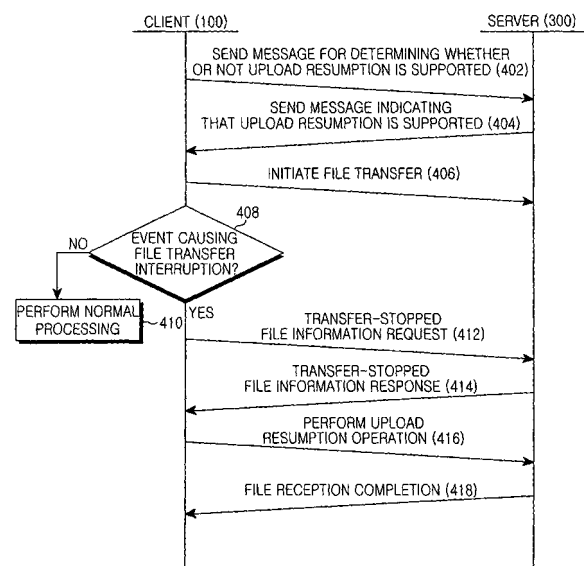 CLIENT (100)
SERVER (300)
SEND MESSAGE FOR DETERMINING WHETHER
OR NOT UPLOAD RESUMPTION IS SUPPORTED (402)
SEND MESSAGE INDICATING
THAT UPLOAD RESUMPTION IS SUPPORTED (404)
INITIATE FILE TRANSFER (406)
408
EVENT CAUSING
FILE TRANSFER
INTERRUPTION?
NO
YES
PERFORM NORMAL
PROCESSING
410
TRANSFER-STOPPED
FILE INFORMATION REQUEST (412)
TRANSFER-STOPPED
FILE INFORMATION RESPONSE (414)
PERFORM UPLOAD
RESUMPTION OPERATION (416)
FILE RECEPTION COMPLETION (418)